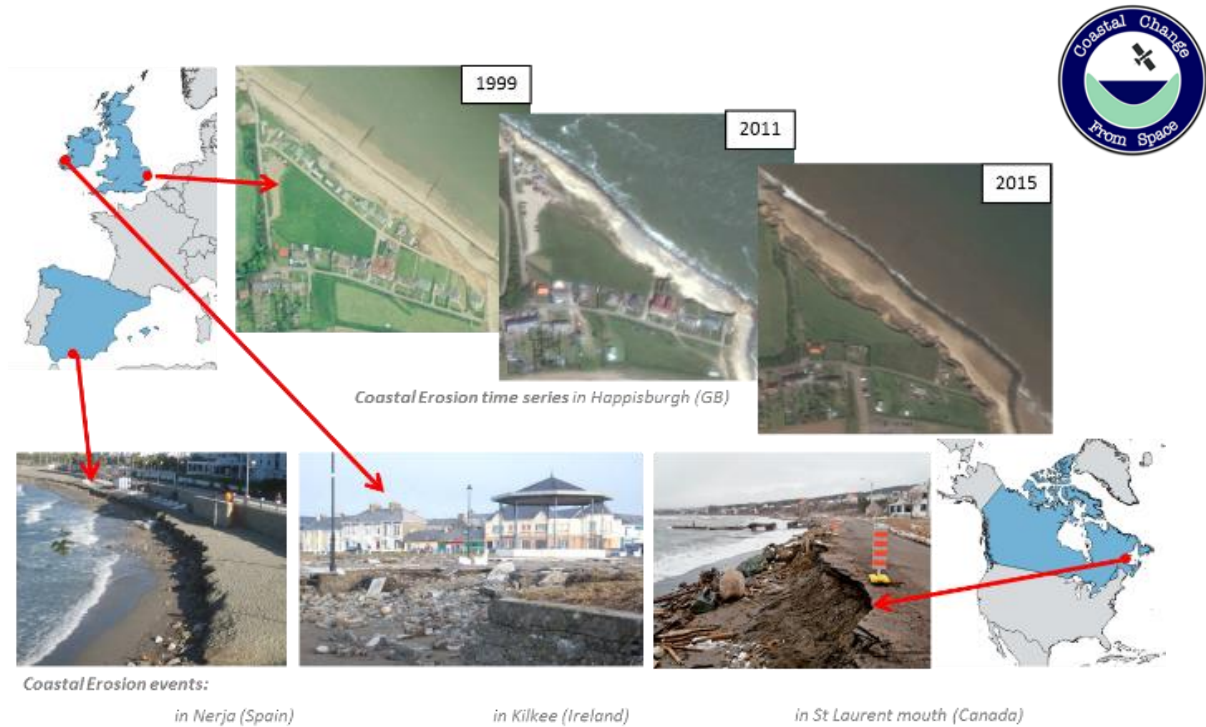 Coastal Change
From Space
1999
2011
2015
Coastal Erosion time series in Happisburgh (GB)
Coastal Erosion events:
in Nerja (Spain)
in Kilkee (Ireland)
in St Laurent mouth (Canada)